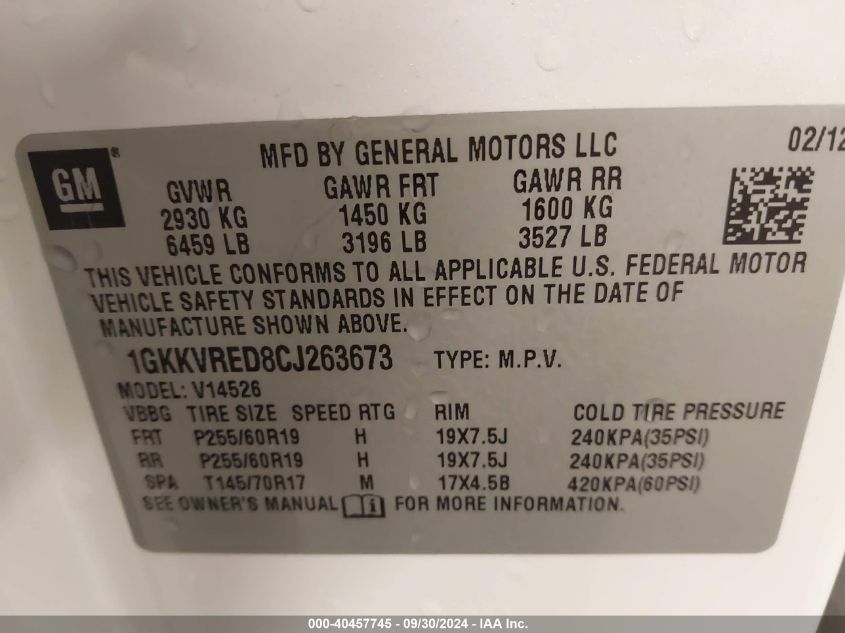 GM ®
MFD BY GENERAL MOTORS LLC 02/12
GVWR GAWR FRT GAWR RR
2930 KG 1450 KG 1600 KG
6459 LB 3196 LB 3527 LB
THIS VEHICLE CONFORMS TO ALL APPLICABLE U.S. FEDERAL MOTOR
VEHICLE SAFETY STANDARDS IN EFFECT ON THE DATE OF
MANUFACTURE SHOWN ABOVE.
1GKKVRED8CJ263673 TYPE: M.P.V.
MODEL: V14526
VBBG TIRE SIZE SPEED RTG RIM COLD TIRE PRESSURE
FRT P255/60R19 H 19X7.5J 240KPA(35PSI)
RR P255/60R19 H 19X7.5J 240KPA(35PSI)
SPA T145/70R17 M 17X4.5B 420KPA(60PSI)
SEE OWNER'S MANUAL i FOR MORE INFORMATION.
000-40457745 - 09/30/2024 - IAA Inc.